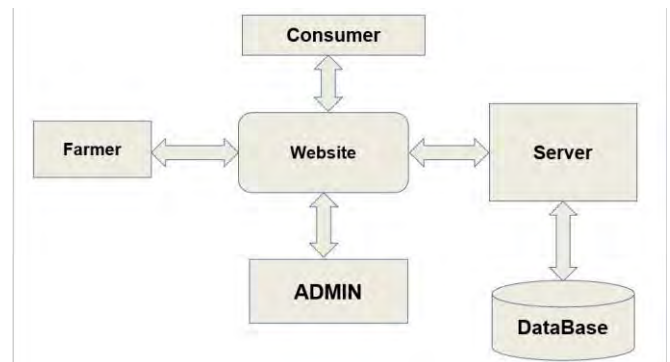 Consumer
Farmer
Website
Server
ADMIN
DataBase